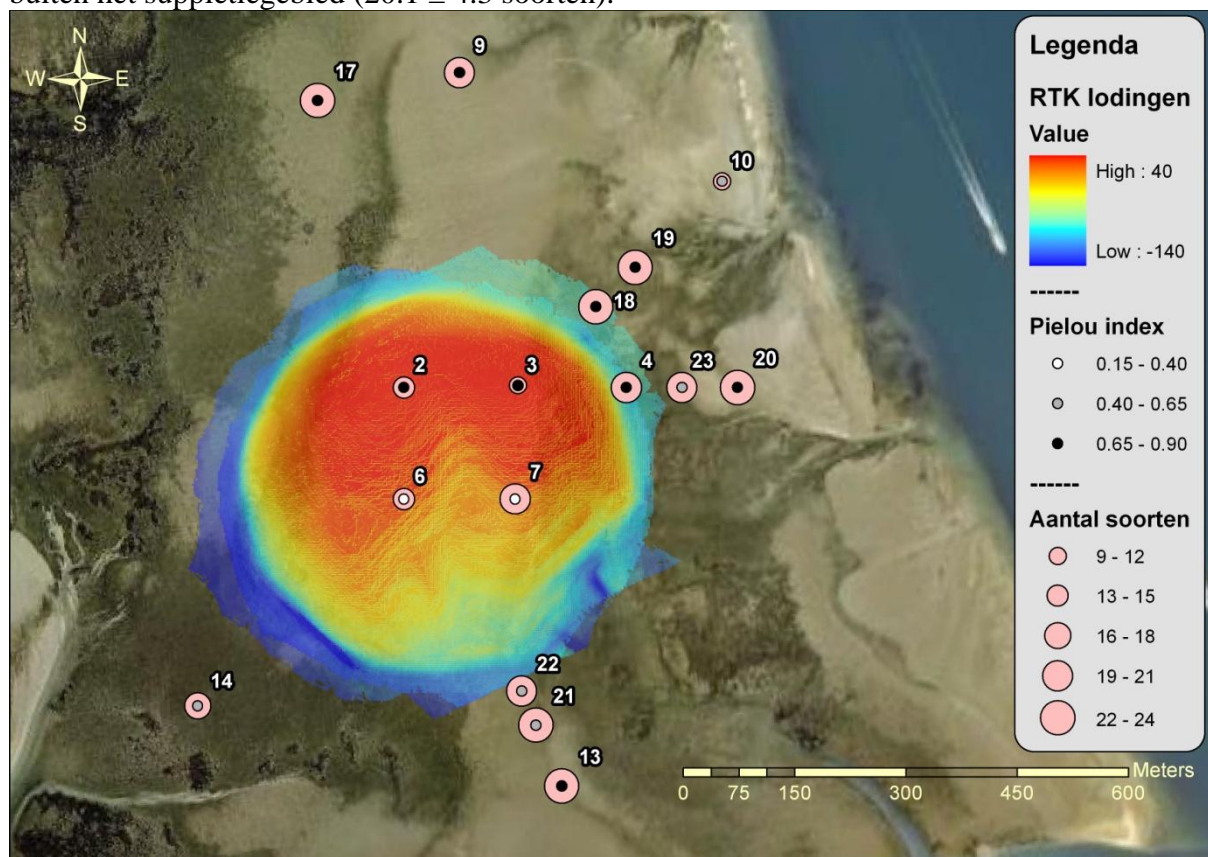 buiten het suppletiegebied (20.1 ± 4.5 soorten).
N
W E
S
17
9
10
19
18
2
3
4
23
20
6
7
14
22
21
13
Meters
0 75 150 300 450 600
Legenda
RTK lodingen
Value
High : 40
Low : -140
------
Pielou index
0.15 - 0.40
0.40 - 0.65
0.65 - 0.90
------
Aantal soorten
9 - 12
13 - 15
16 - 18
19 - 21
22 - 24